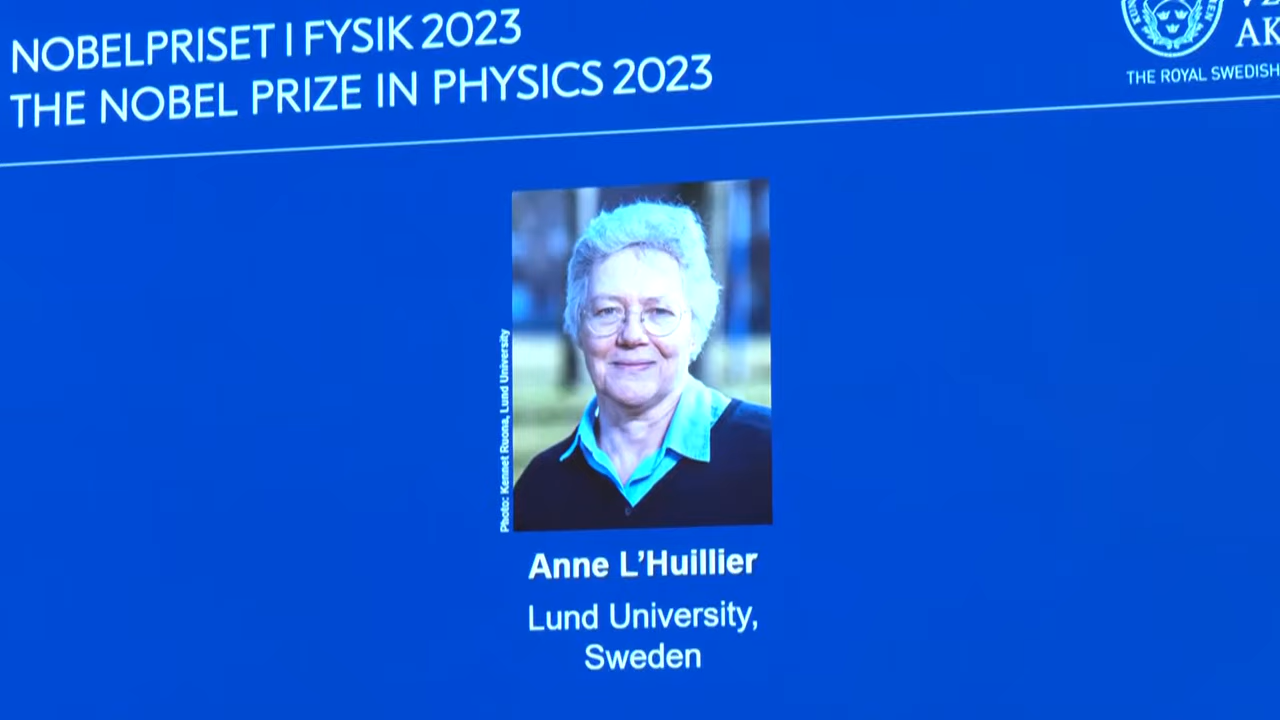 NOBELPRISET I FYSIK 2023
THE NOBEL PRIZE IN PHYSICS 2023
THE ROYAL SWEDISH
Photo: Kennet Ruona, Lund University
Anne L’Huillier
Lund University,
Sweden